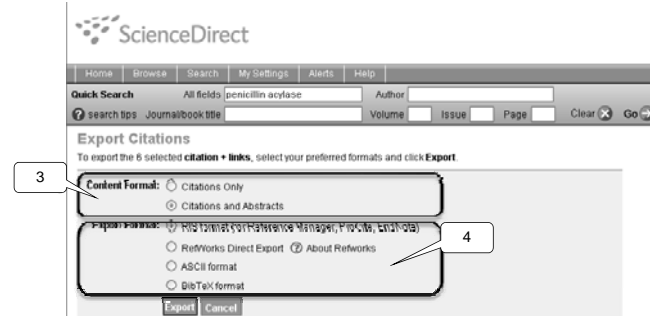 ScienceDirect
Home Browse Search My Settings Alerts Help
Quick Search All fields penicillin acylase Author
? search tips Journal/book title Volume Issue Page Clear Go
Export Citations
To export the 6 selected citation + links, select your preferred formats and click Export.
3
Content Format: Citations Only
Citations and Abstracts
Export Format: RIS format (for Reference Manager, ProCite, EndNote)
4
RefWorks Direct Export ? About Refworks
ASCII format
BibTeX format
Export Cancel